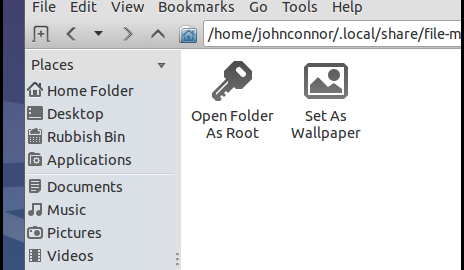 File Edit View Bookmarks Go Tools Help
/home/johnconnor/.local/share/file-m
Places
Home Folder
Desktop
Rubbish Bin
Applications
Documents
Music
Pictures
Videos
Open Folder
As Root
Set As
Wallpaper